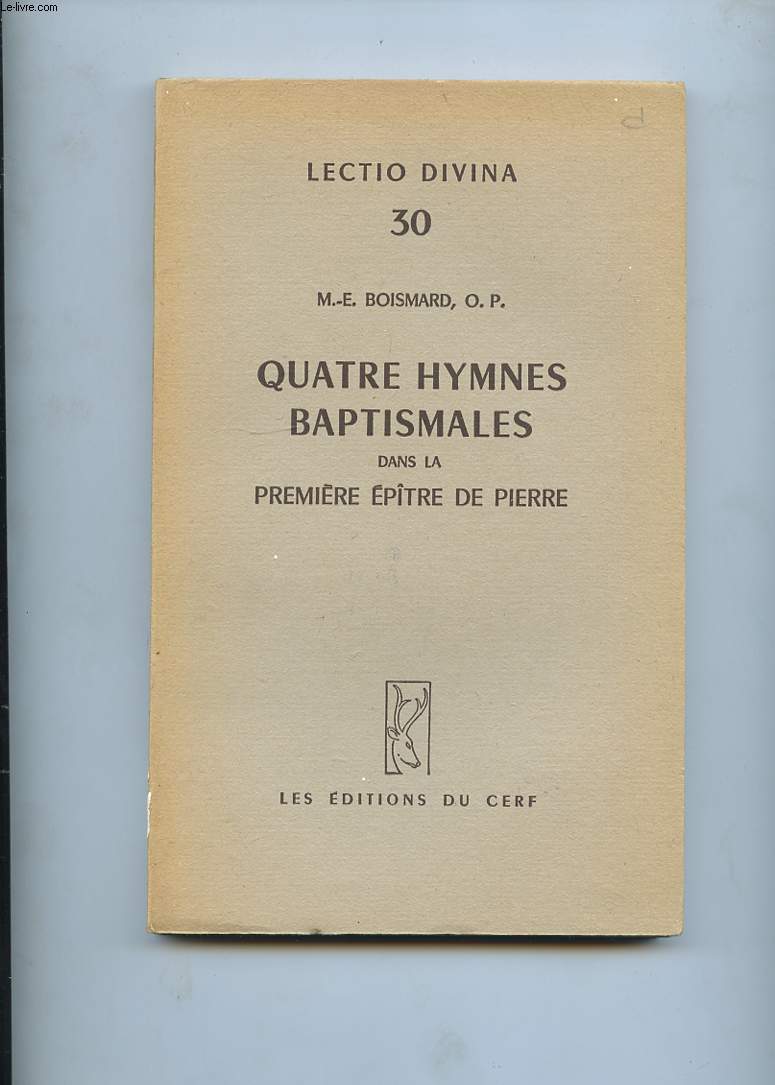 Le-livre.com
LECTIO DIVINA
30
M.-E. BOISMARD, O. P.
QUATRE HYMNES
BAPTISMALES
DANS LA
PREMIÈRE ÉPÎTRE DE PIERRE
LES ÉDITIONS DU CERF